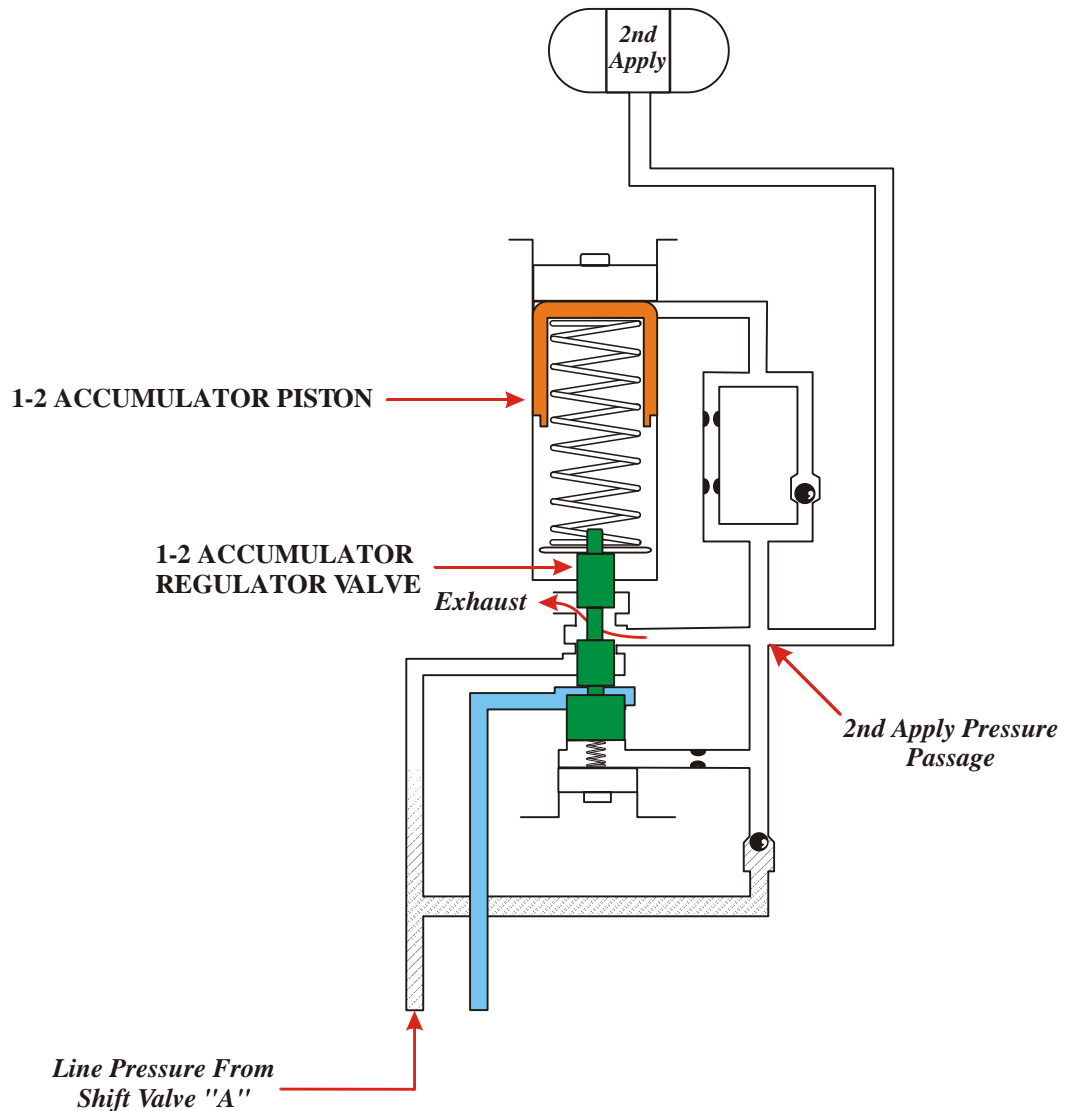 2nd
Apply
1-2 ACCUMULATOR PISTON
1-2 ACCUMULATOR
REGULATOR VALVE
Exhaust
2nd Apply Pressure
Passage
Line Pressure From
Shift Valve "A"